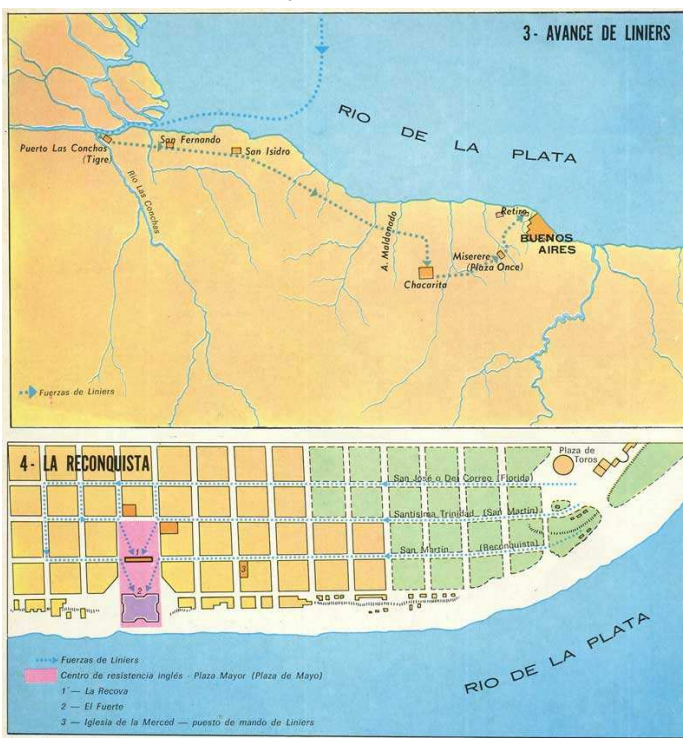 3 - AVANCE DE LINIERS
RIO DE LA PLATA
Puerto Las Conchas
(Tigre)
San Fernando
San Isidro
Rio Las Conchas
A. Maldonado
Retiro
BUENOS
AIRES
Miserere
(Plaza Once)
Chacarita
Fuerzas de Liniers
4 - LA RECONQUISTA
Plaza de
Toros
San José o Del Correo (Florida)
Santísima Trinidad (San Martín)
San Martín (Reconquista)
1
3
2
RIO DE LA PLATA
Fuerzas de Liniers
Centro de resistencia inglés - Plaza Mayor (Plaza de Mayo)
1 — La Recova
2 — El Fuerte
3 — Iglesia de la Merced — puesto de mando de Liniers